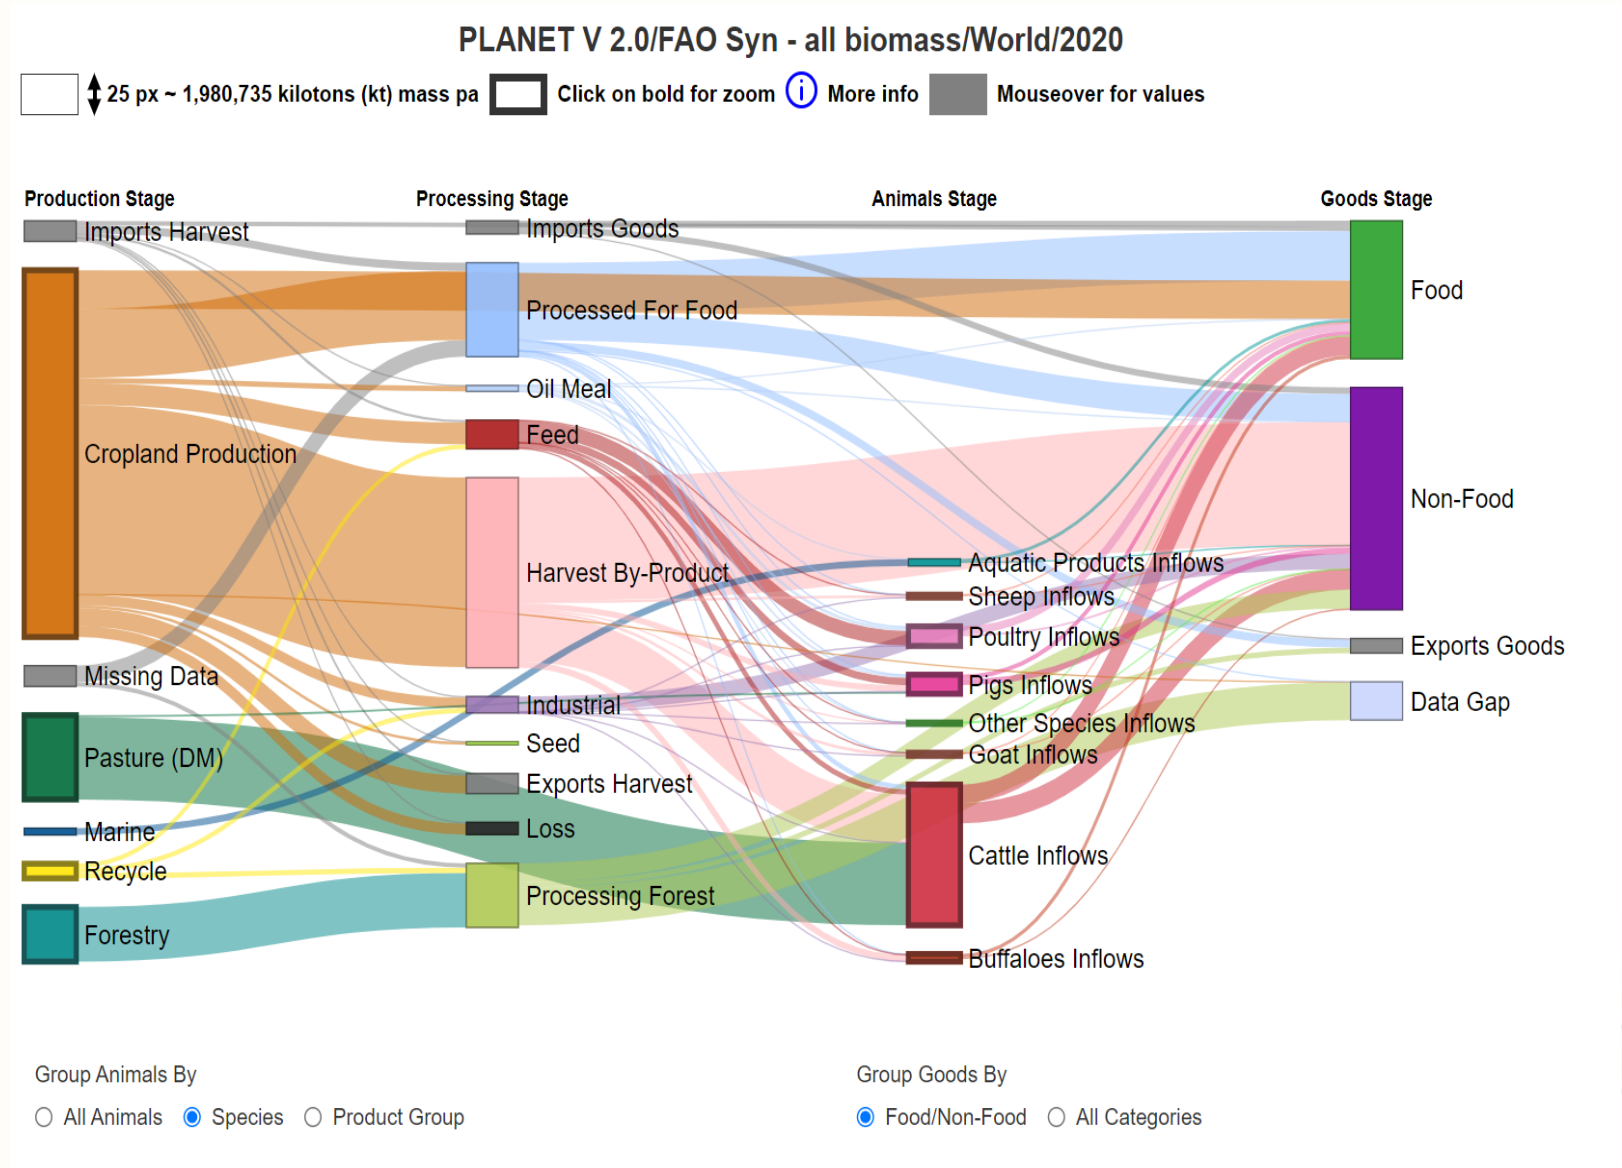 PLANET V 2.0/FAO Syn - all biomass/World/2020
25 px ~ 1,980,735 kilotons (kt) mass pa
Click on bold for zoom
i
More info
Mouseover for values
Production Stage
Processing Stage
Animals Stage
Goods Stage
Imports Harvest
Cropland Production
Missing Data
Pasture (DM)
Marine
Recycle
Forestry
Imports Goods
Processed For Food
Oil Meal
Feed
Harvest By-Product
Industrial
Seed
Exports Harvest
Loss
Processing Forest
Aquatic Products Inflows
Sheep Inflows
Poultry Inflows
Pigs Inflows
Other Species Inflows
Goat Inflows
Cattle Inflows
Buffaloes Inflows
Food
Non-Food
Exports Goods
Data Gap
Group Animals By
All Animals
Species
Product Group
Group Goods By
Food/Non-Food
All Categories